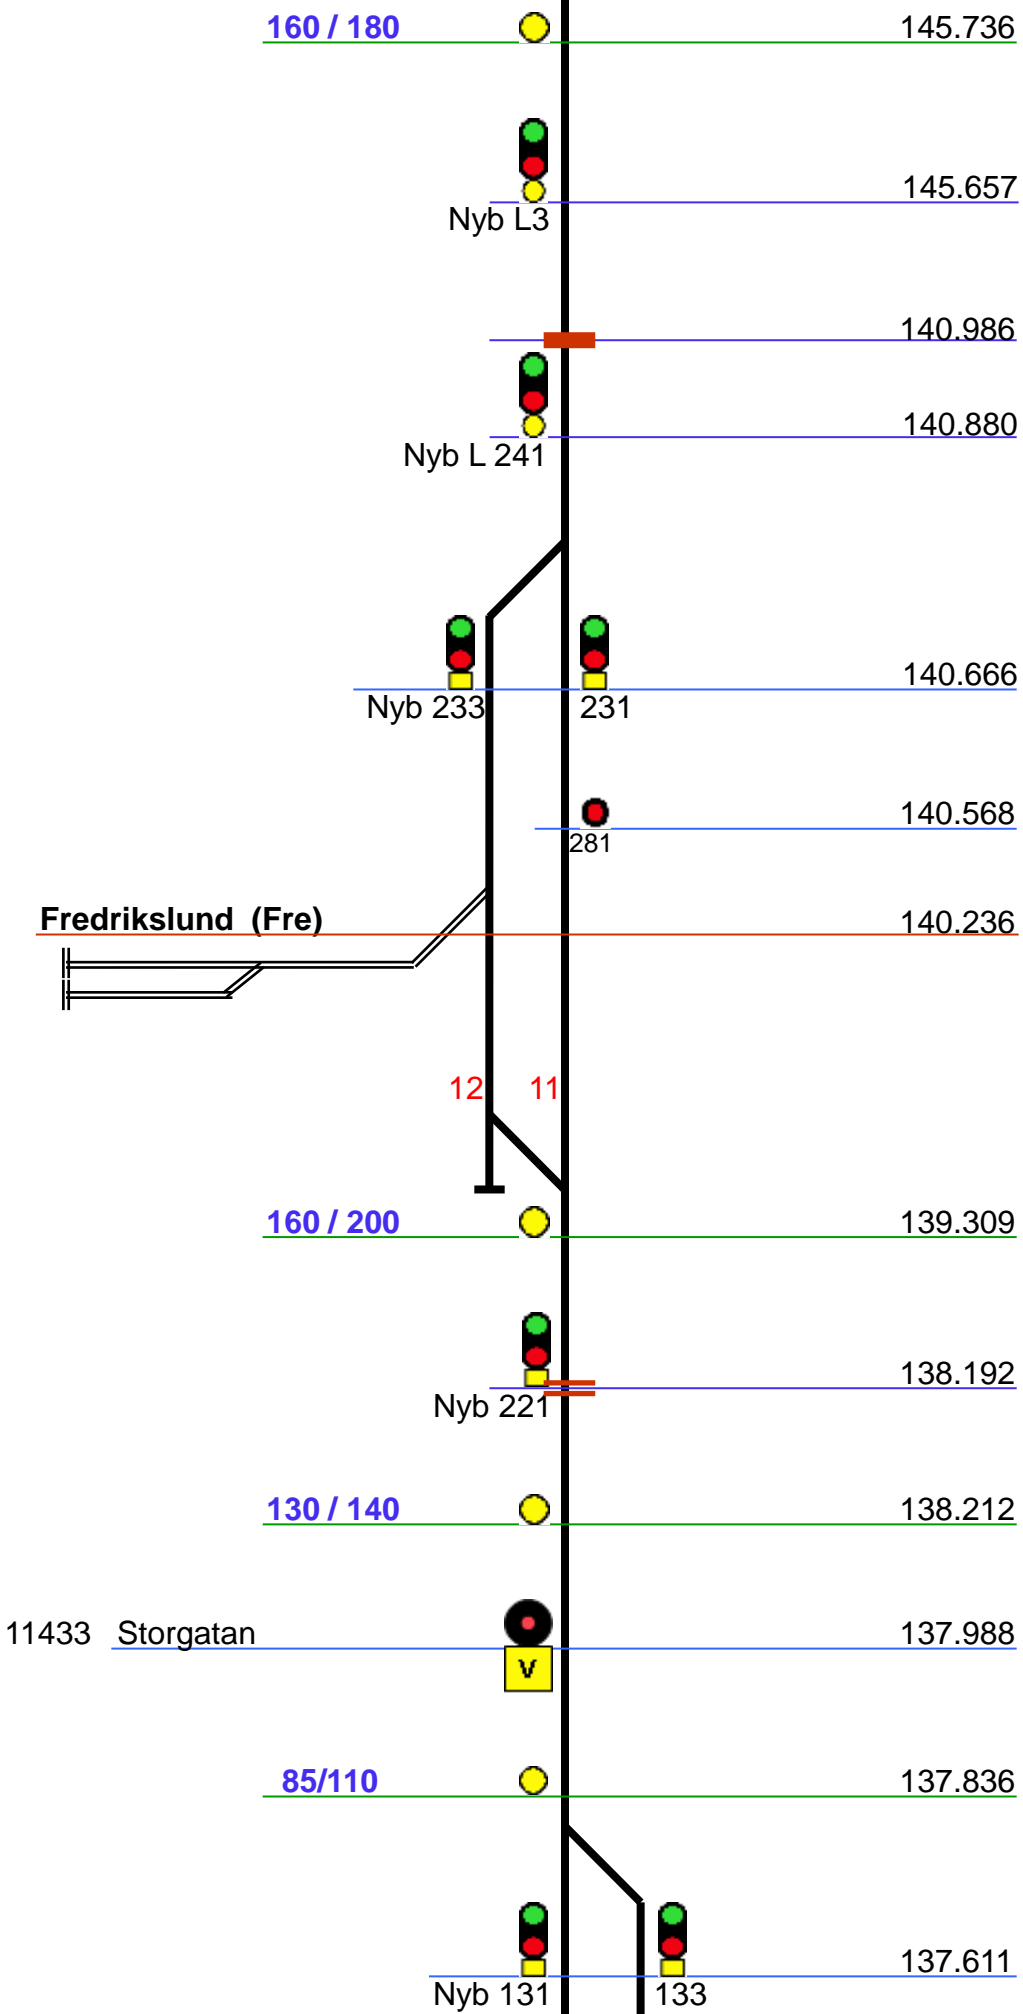 160 / 180 145.736
145.657
Nyb L3
140.986
140.880
Nyb L 241
140.666
Nyb 233 231
140.568
281
Fredrikslund (Fre) 140.236
12 11
160 / 200 139.309
138.192
Nyb 221
130 / 140 138.212
11433 Storgatan 137.988
V
85/110 137.836
137.611
Nyb 131 133